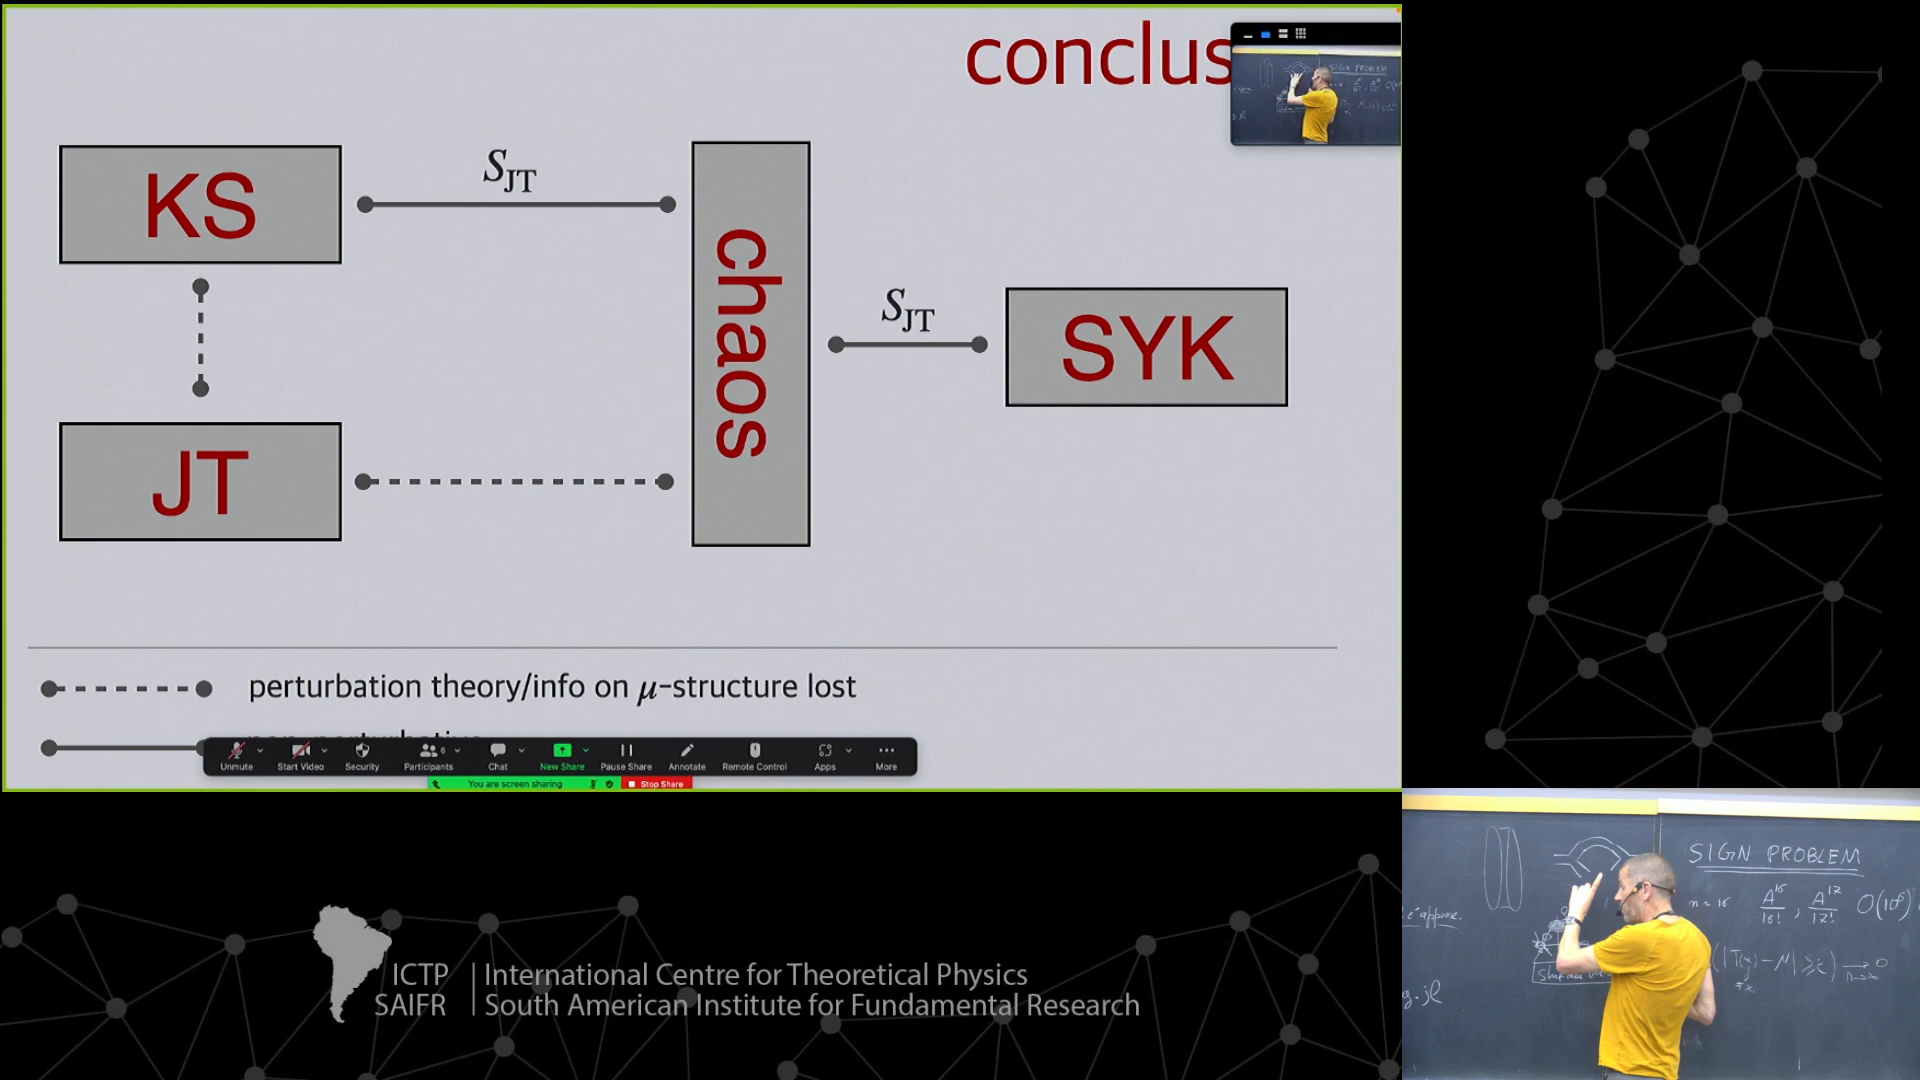 conclus
KS
S_JT
chaos
S_JT
SYK
JT
perturbation theory/info on μ-structure lost
Unmute
Start Video
Security
Participants
6
Chat
New Share
Pause Share
Annotate
Remote Control
Apps
More
You are screen sharing
Stop Share
ICTP | International Centre for Theoretical Physics
SAIFR | South American Institute for Fundamental Research
SIGN PROBLEM
n ~ 16